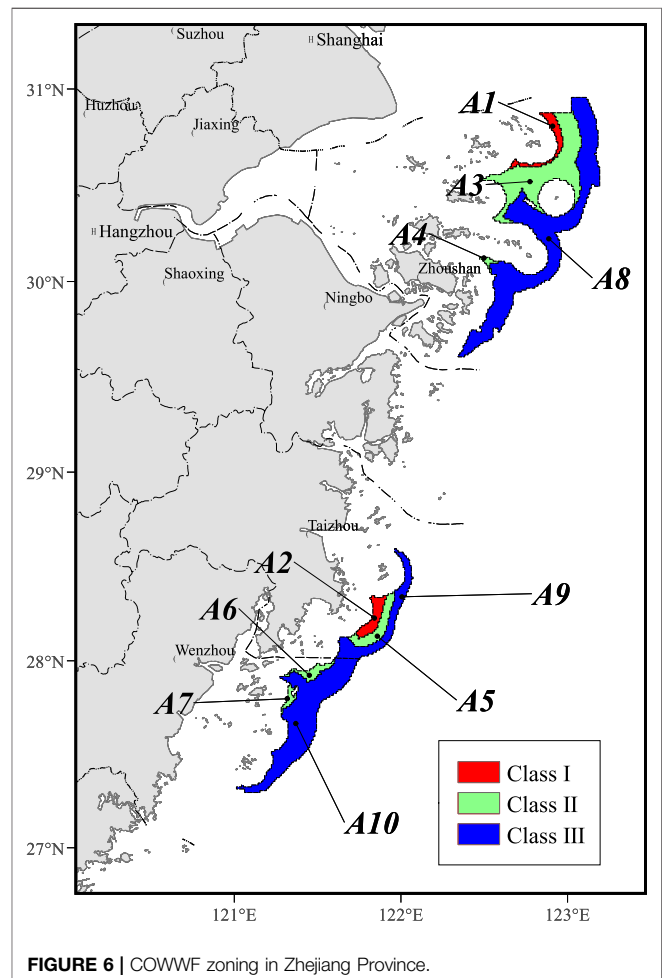 Suzhou
Shanghai
31°N
A1
Huzhou
Jiaxing
A3
A4
Hangzhou
Zhoushan
Shaoxing
A8
30°N
Ningbo
29°N
Taizhou
A2
A9
A6
Wenzhou
28°N
A7
A5
Class I
Class II
A10
Class III
27°N
121°E 122°E 123°E
FIGURE 6 | COWWF zoning in Zhejiang Province.